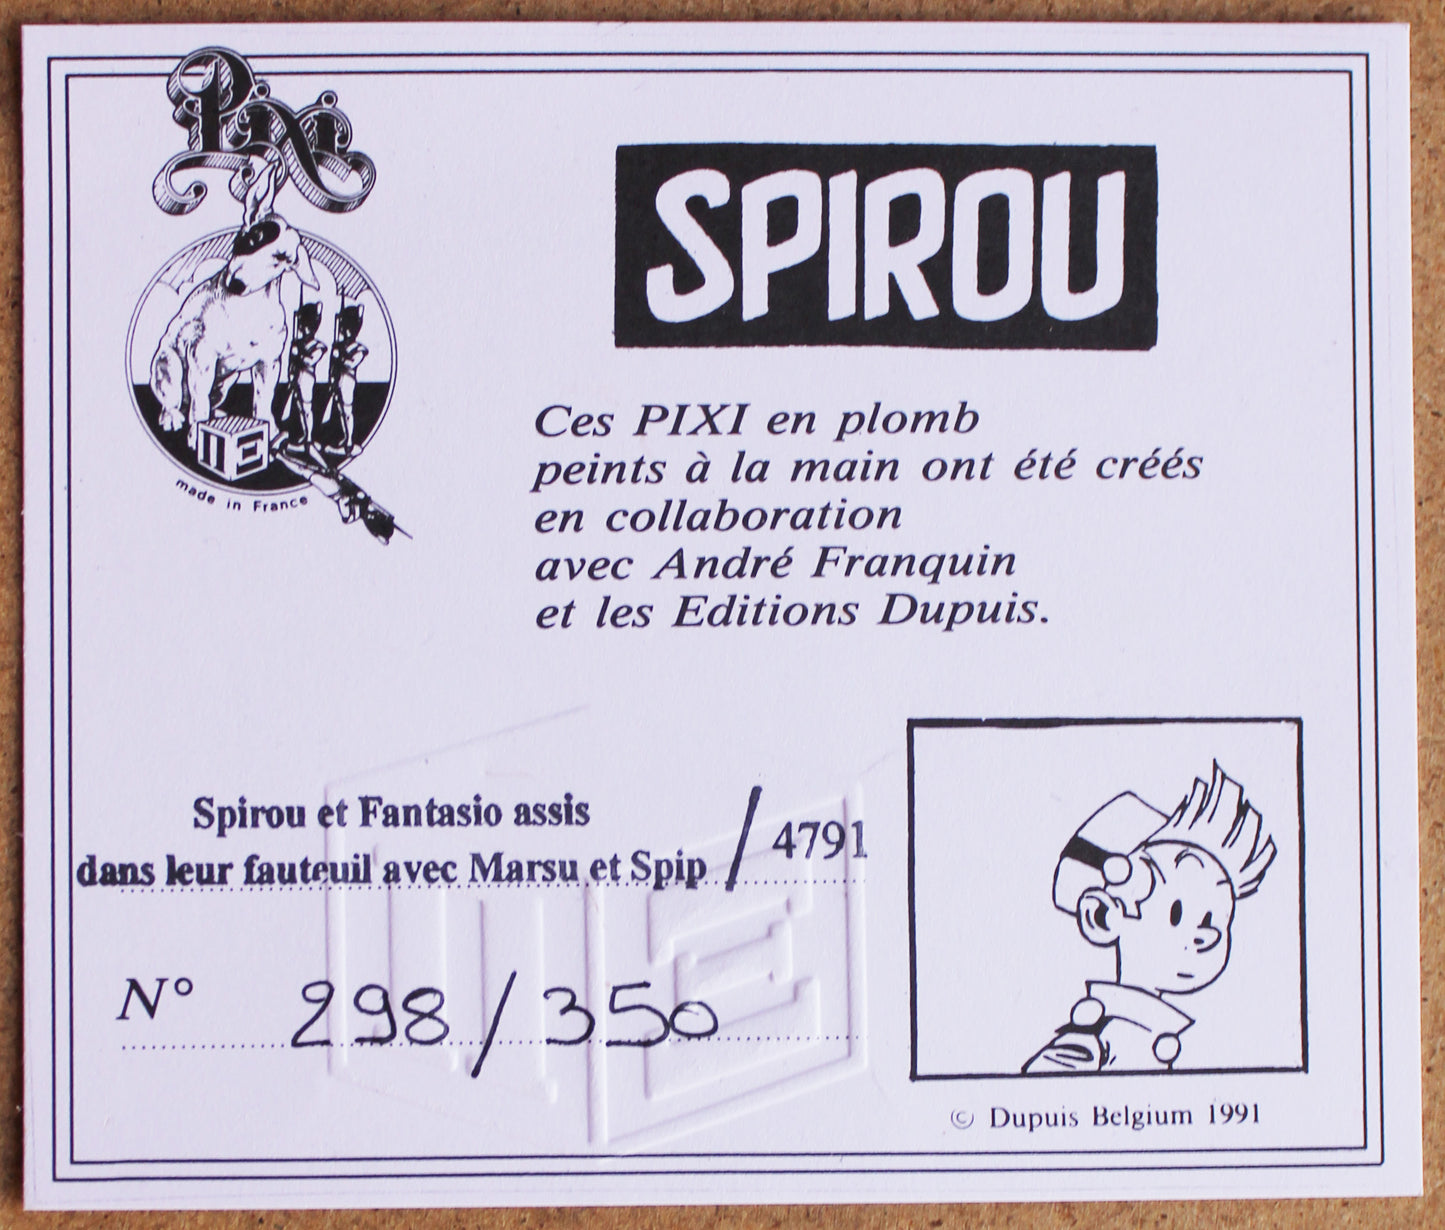 Pixi
made in France
SPIROU
Ces PIXI en plomb
peints à la main ont été créés
en collaboration
avec André Franquin
et les Editions Dupuis.
Spirou et Fantasio assis
dans leur fauteuil avec Marsu et Spip / 4791
N° 298 / 350
© Dupuis Belgium 1991